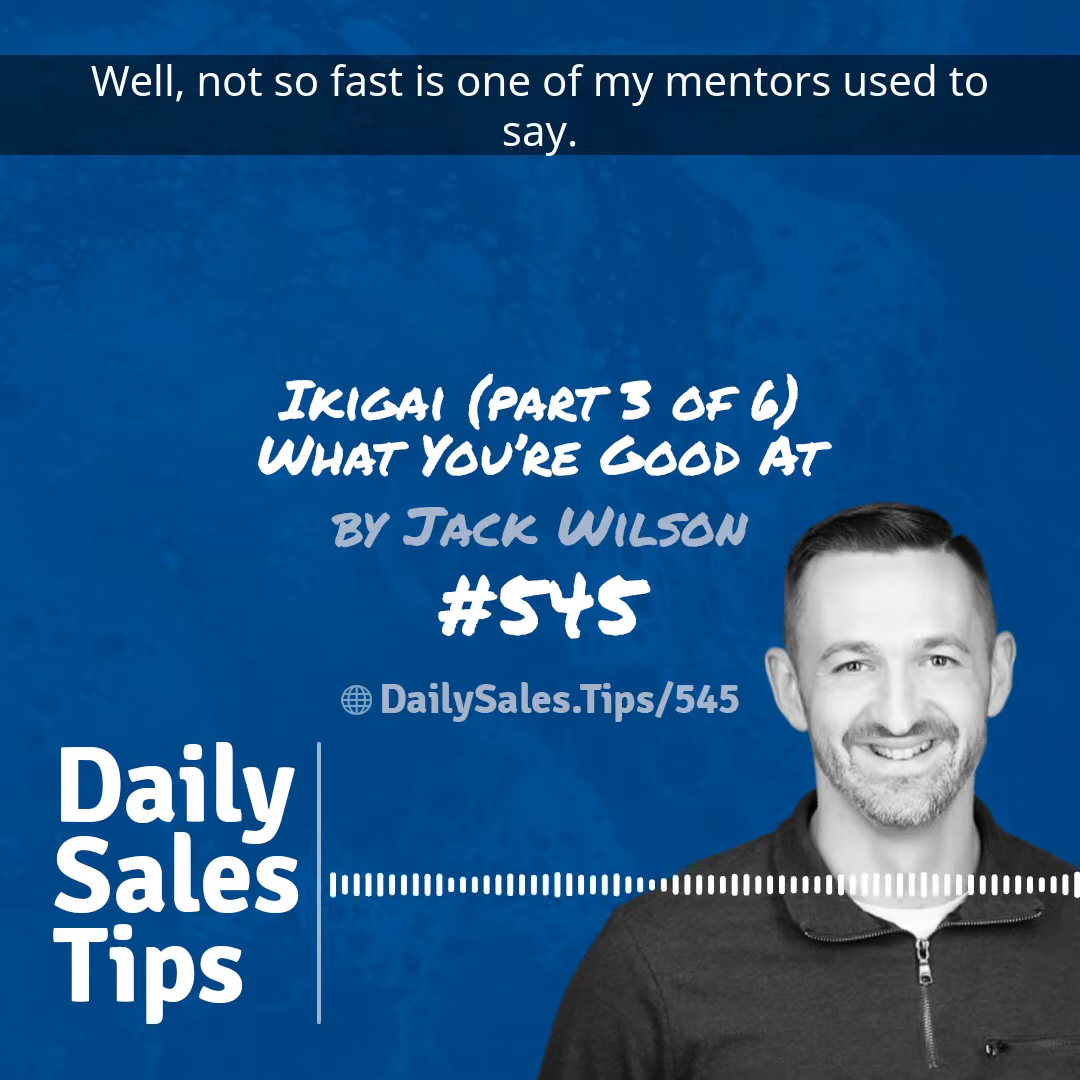 Well, not so fast is one of my mentors used to
say.
Ikigai (part 3 of 6)
What You're Good At
by Jack Wilson
#545
DailySales.Tips/545
Daily
Sales
Tips